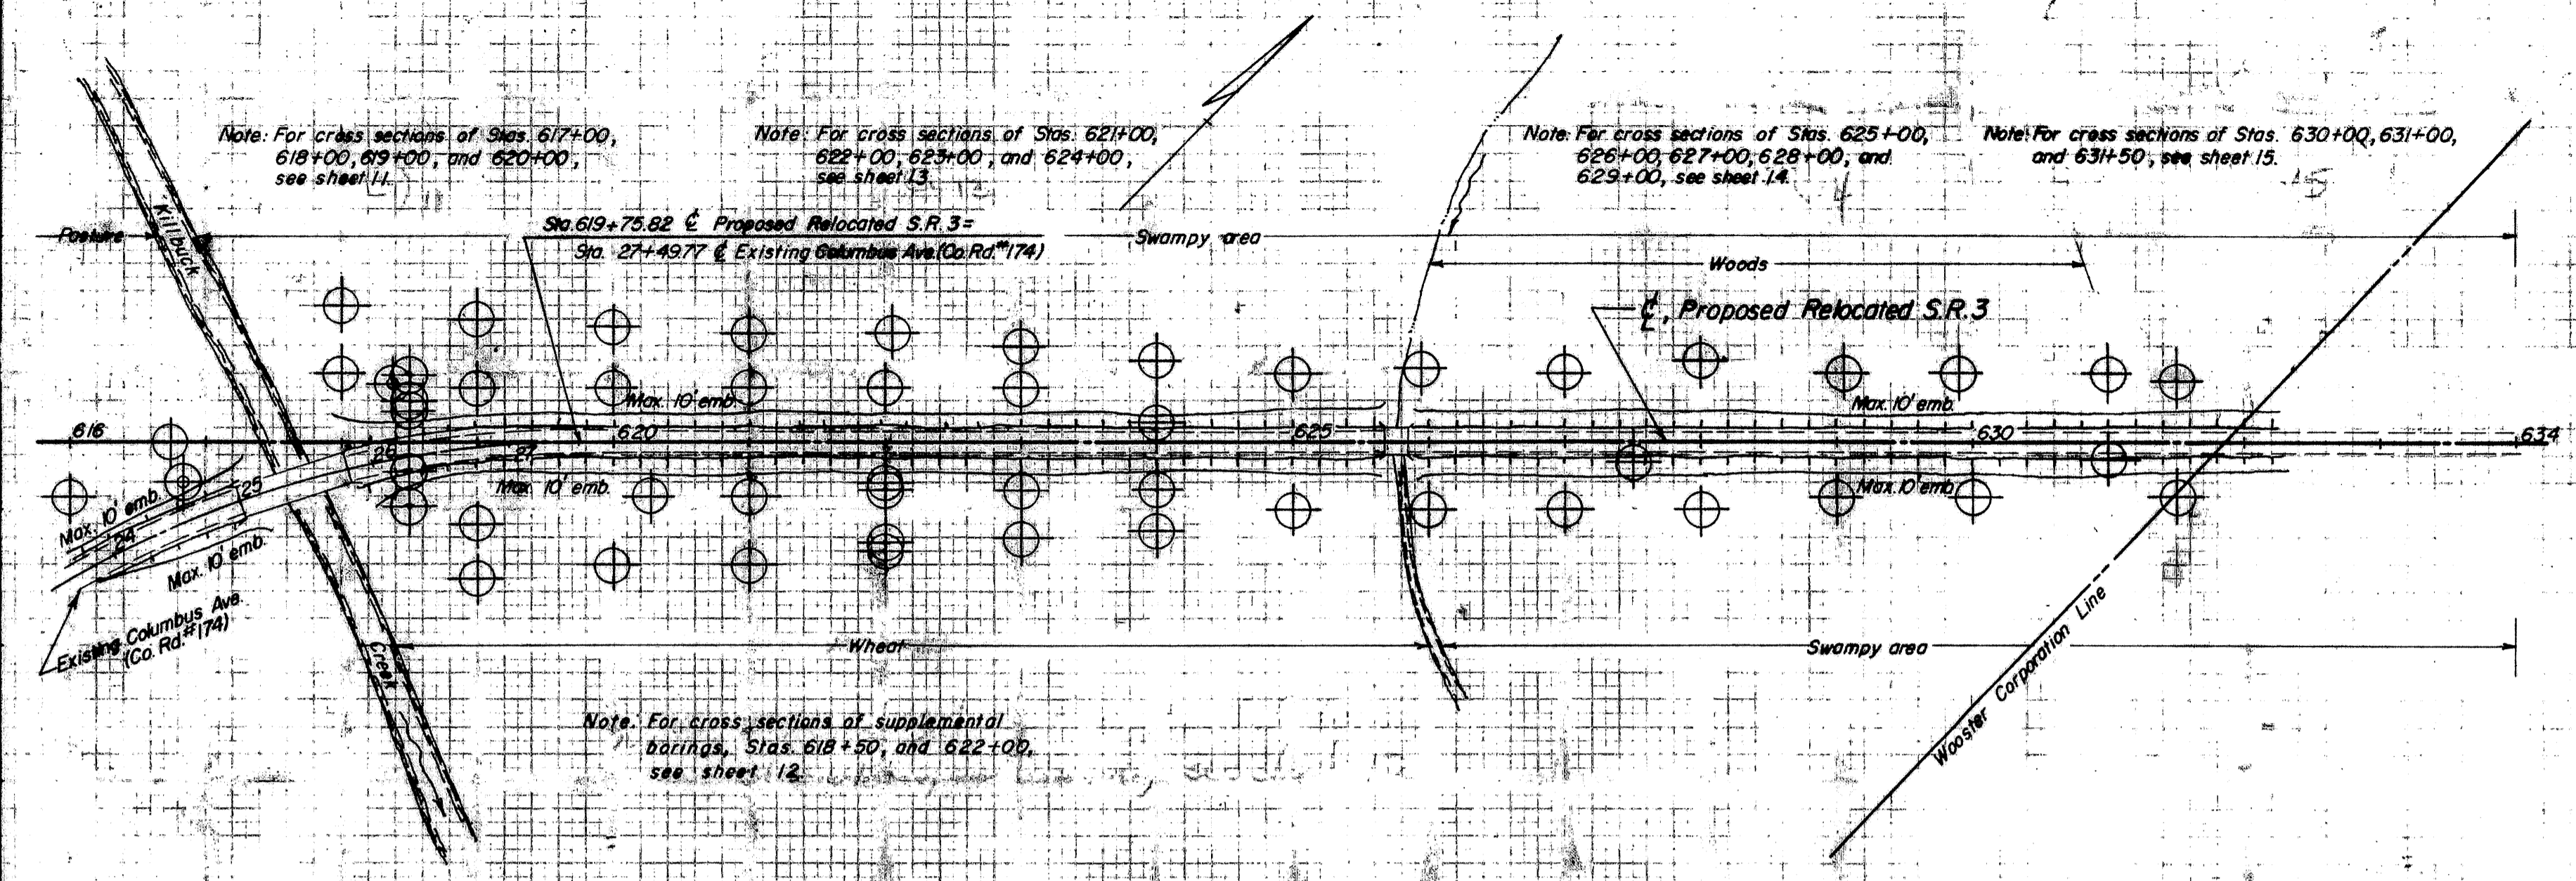 Note: For cross sections of Stas. 617+00,
618+00, 619+00, and 620+00,
see sheet 11.
Note: For cross sections of Stas. 621+00,
622+00, 623+00, and 624+00,
see sheet 13.
Note: For cross sections of Stas. 625+00,
626+00, 627+00, 628+00, and
629+00, see sheet 14.
4
Note: For cross sections of Stas. 630+00, 631+00,
and 631+50, see sheet 15.
15
Sta. 619+75.82 ℄ Proposed Relocated S.R. 3 =
Sta. 27+49.77 ℄ Existing Columbus Ave. (Co. Rd. #174)
Pasture
Killbuck
Swampy area
Woods
℄, Proposed Relocated S.R. 3
Max. 10' emb.
Max. 10' emb.
616
620
625
630
634
26
27
25
24
Max. 10' emb.
Max. 10' emb.
Max. 10' emb.
Max. 10' emb.
Existing Columbus Ave.
(Co. Rd. #174)
Creek
Wheat
Swampy area
Wooster Corporation Line
Note: For cross sections of supplemental
borings, Stas. 618+50, and 622+00,
see sheet 12.